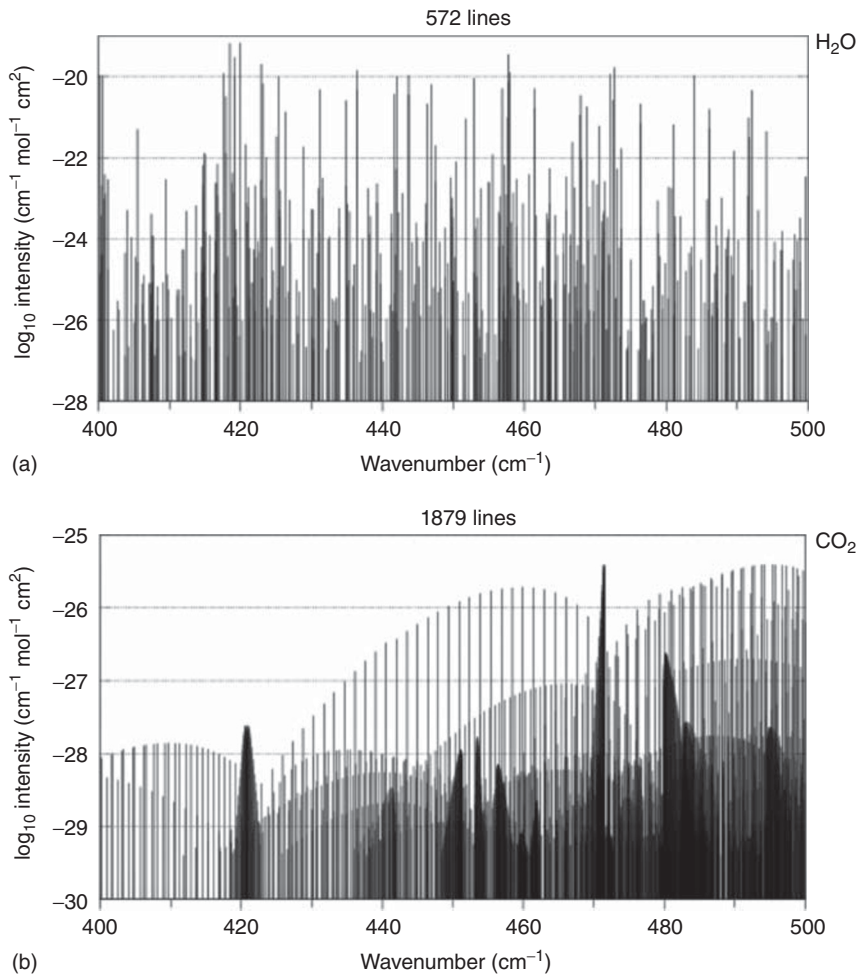 572 lines
H₂O
−20
−22
−24
−26
−28
log₁₀ intensity (cm⁻¹ mol⁻¹ cm²)
400 420 440 460 480 500
(a) Wavenumber (cm⁻¹)
1879 lines
CO₂
−25
−26
−27
−28
−29
−30
log₁₀ intensity (cm⁻¹ mol⁻¹ cm²)
400 420 440 460 480 500
(b) Wavenumber (cm⁻¹)